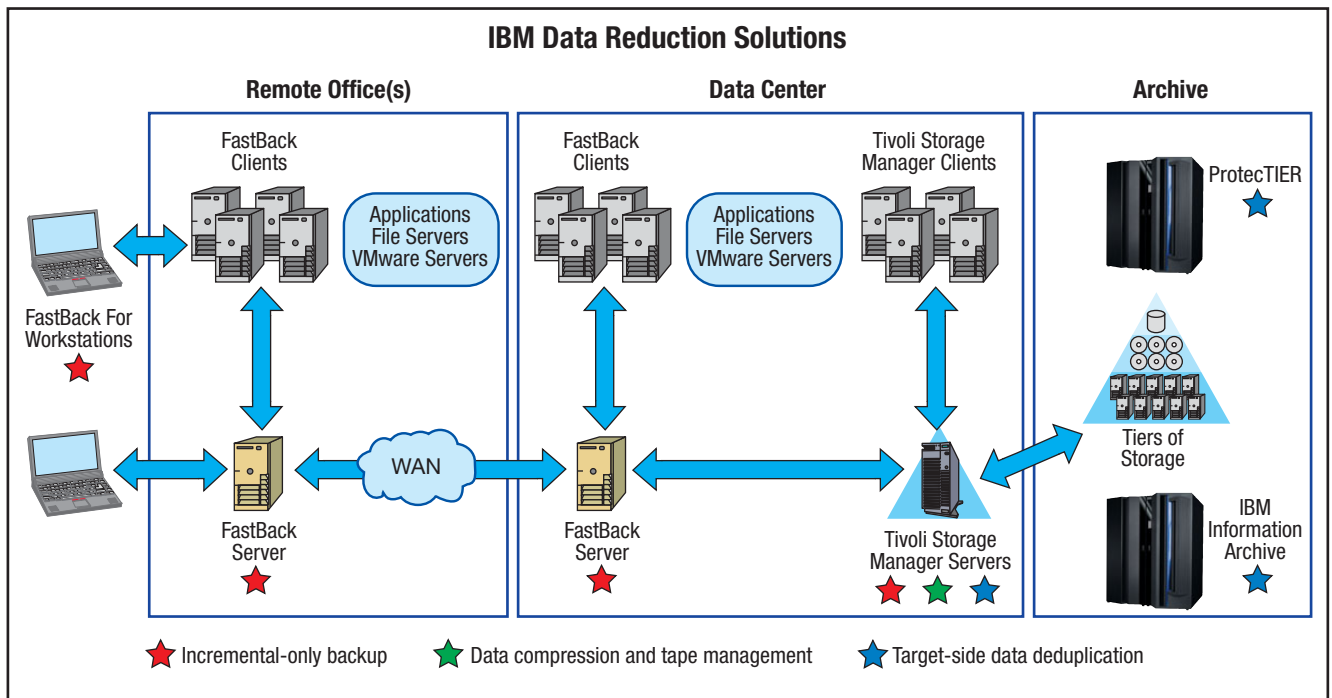 IBM Data Reduction Solutions
Remote Office(s)
Data Center
Archive
FastBack
Clients
Applications
File Servers
VMware Servers
FastBack
Clients
Applications
File Servers
VMware Servers
Tivoli Storage
Manager Clients
ProtecTIER
FastBack For
Workstations
Tiers of
Storage
WAN
FastBack
Server
FastBack
Server
Tivoli Storage
Manager Servers
IBM
Information
Archive
Incremental-only backup
Data compression and tape management
Target-side data deduplication